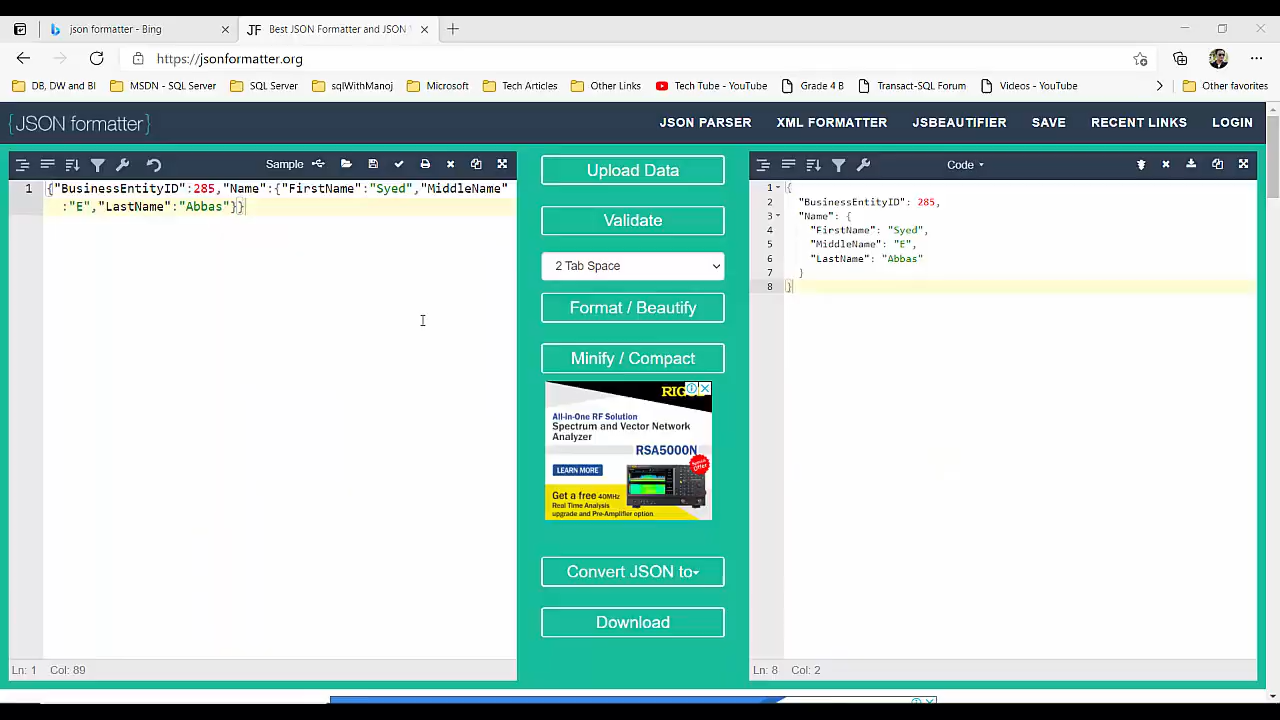 json formatter - Bing
JF Best JSON Formatter and JSON
https://jsonformatter.org
DB, DW and BI
MSDN - SQL Server
SQL Server
sqlWithManoj
Microsoft
Tech Articles
Other Links
Tech Tube - YouTube
Grade 4 B
Transact-SQL Forum
Videos - YouTube
Other favorites
{JSON formatter}
JSON PARSER
XML FORMATTER
JSBEAUTIFIER
SAVE
RECENT LINKS
LOGIN
Sample
1 {"BusinessEntityID":285,"Name":{"FirstName":"Syed","MiddleName"
:"E","LastName":"Abbas"}}
Ln: 1 Col: 89
Upload Data
Validate
2 Tab Space
Format / Beautify
Minify / Compact
All-in-One RF Solution
Spectrum and Vector Network
Analyzer
RSA5000N
Special
Offer
LEARN MORE
Get a free 40MHz
Real Time Analysis
upgrade and Pre-Amplifier option
Convert JSON to
Download
Code
1 {
2 "BusinessEntityID": 285,
3 "Name": {
4 "FirstName": "Syed",
5 "MiddleName": "E",
6 "LastName": "Abbas"
7 }
8 }
Ln: 8 Col: 2